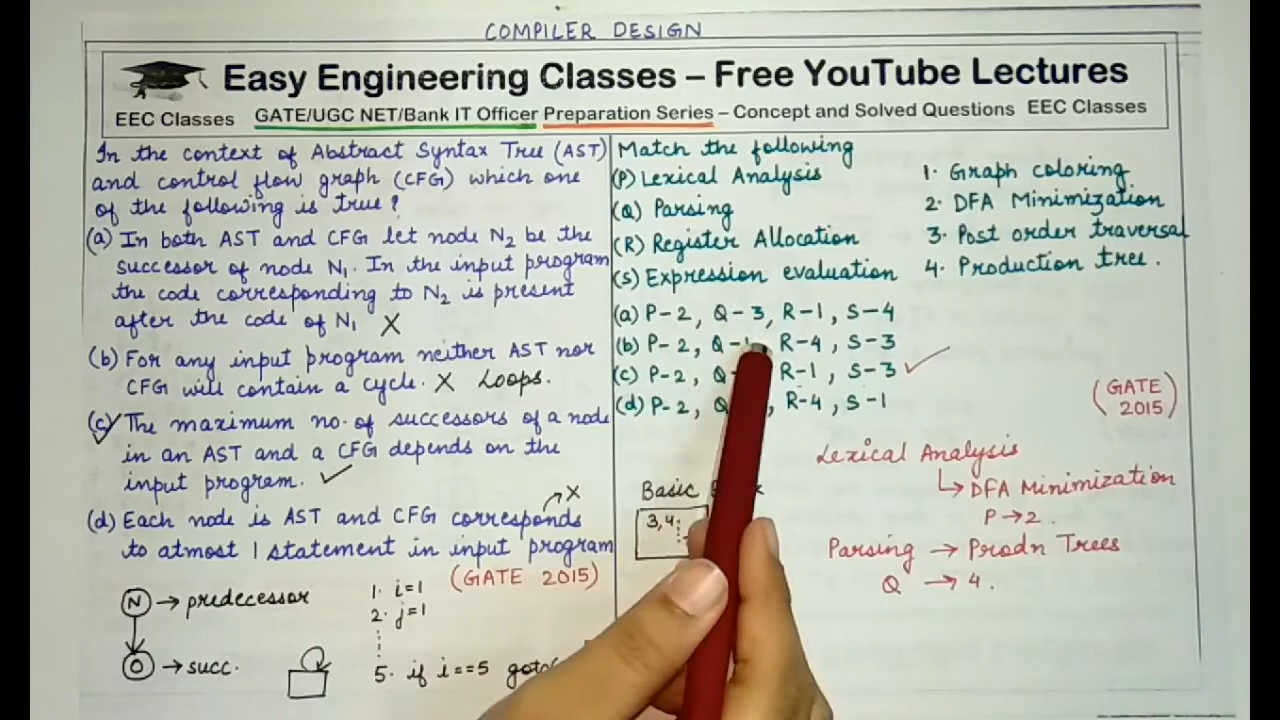 COMPILER DESIGN
Easy Engineering Classes – Free YouTube Lectures
EEC Classes GATE/UGC NET/Bank IT Officer Preparation Series – Concept and Solved Questions EEC Classes
In the context of Abstract Syntax Tree (AST)
and control flow graph (CFG) which one
of the following is true?
(a) In both AST and CFG let node N2 be the
successor of node N1. In the input program
the code corresponding to N2 is present
after the code of N1 X
(b) For any input program neither AST nor
CFG will contain a cycle. X Loops.
(c) The maximum no. of successors of a node
in an AST and a CFG depends on the
input program.
(d) Each node is AST and CFG corresponds X
to atmost 1 statement in input program
(GATE 2015)
N → predecessor
O → succ.
1. i=1
2. j=1
5. if i==5 goto
Match the following
(P) Lexical Analysis 1. Graph coloring
(Q) Parsing 2. DFA Minimization
(R) Register Allocation 3. Post order traversal
(S) Expression evaluation 4. Production tree.
(a) P-2, Q-3, R-1, S-4
(b) P-2, Q- R-4, S-3
(c) P-2, Q- R-1, S-3
(d) P-2, Q R-4, S-1
(GATE
2015)
Lexical Analysis
↳ DFA Minimization
P → 2.
Parsing → Prodn Trees
Q → 4.
Basic
3,4